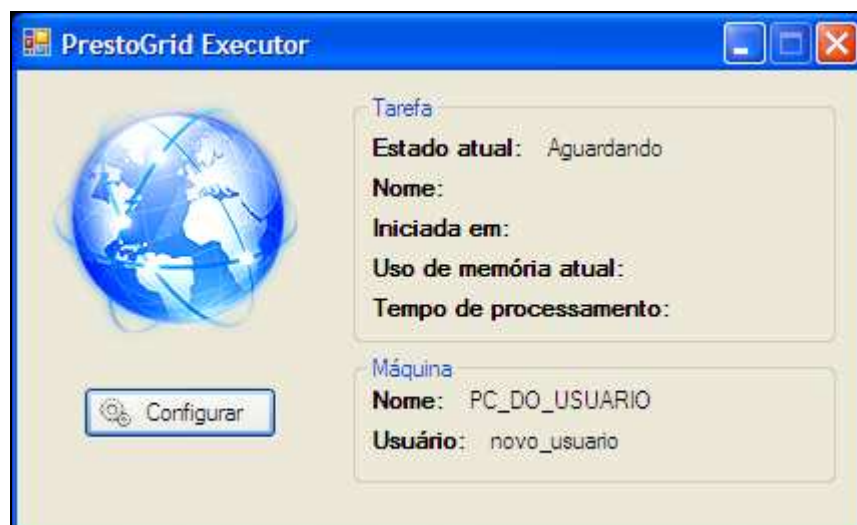 PrestoGrid Executor
Tarefa
Estado atual: Aguardando
Nome:
Iniciada em:
Uso de memória atual:
Tempo de processamento:
Máquina
Nome: PC_DO_USUARIO
Usuário: novo_usuario
Configurar